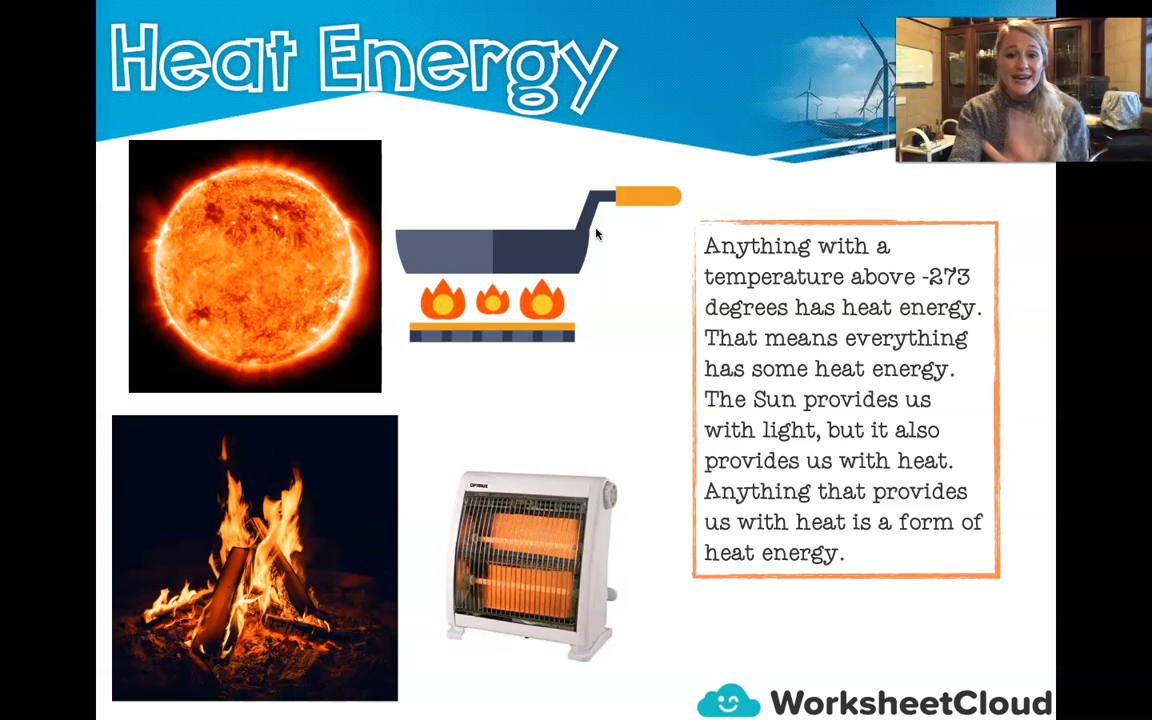 Heat Energy
Anything with a
temperature above -273
degrees has heat energy.
That means everything
has some heat energy.
The Sun provides us
with light, but it also
provides us with heat.
Anything that provides
us with heat is a form of
heat energy.
WorksheetCloud